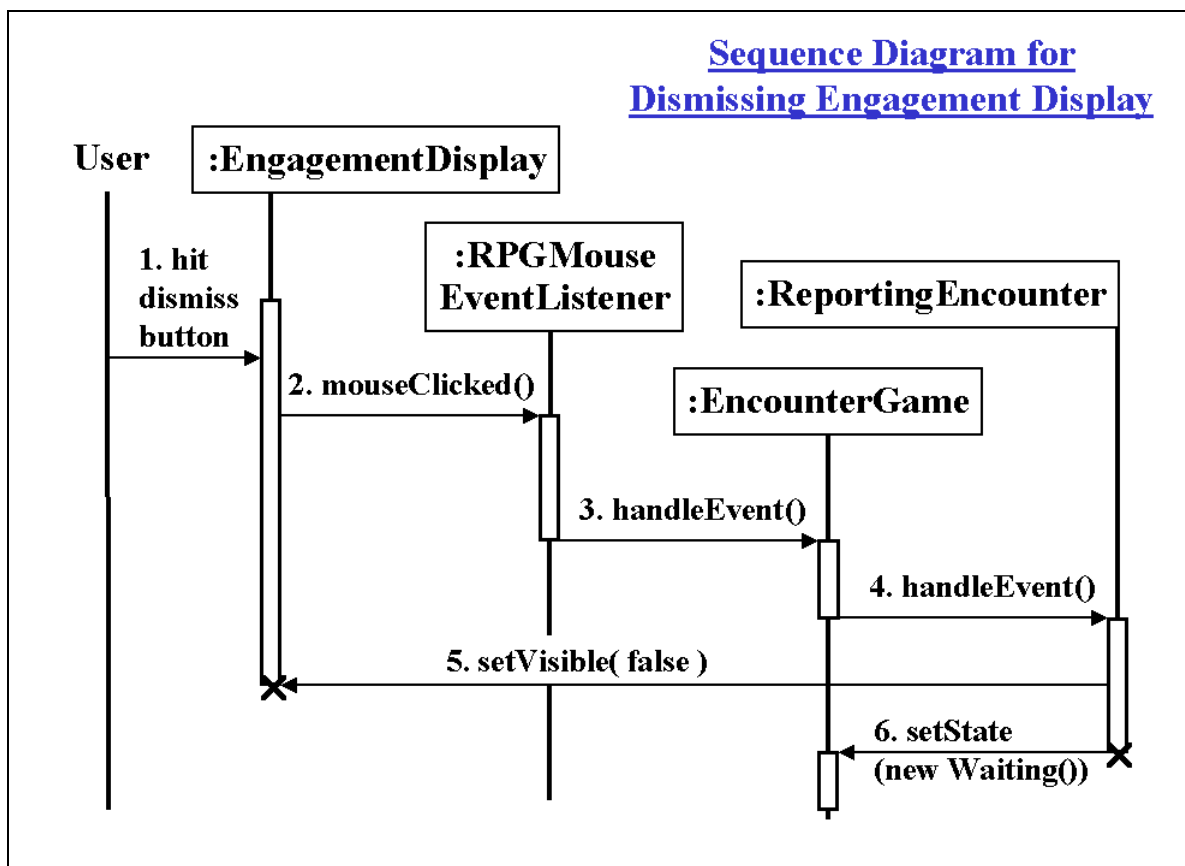 Sequence Diagram for
Dismissing Engagement Display
User
:EngagementDisplay
:RPGMouse
EventListener
:ReportingEncounter
:EncounterGame
1. hit
dismiss
button
2. mouseClicked()
3. handleEvent()
4. handleEvent()
5. setVisible( false )
6. setState
(new Waiting())